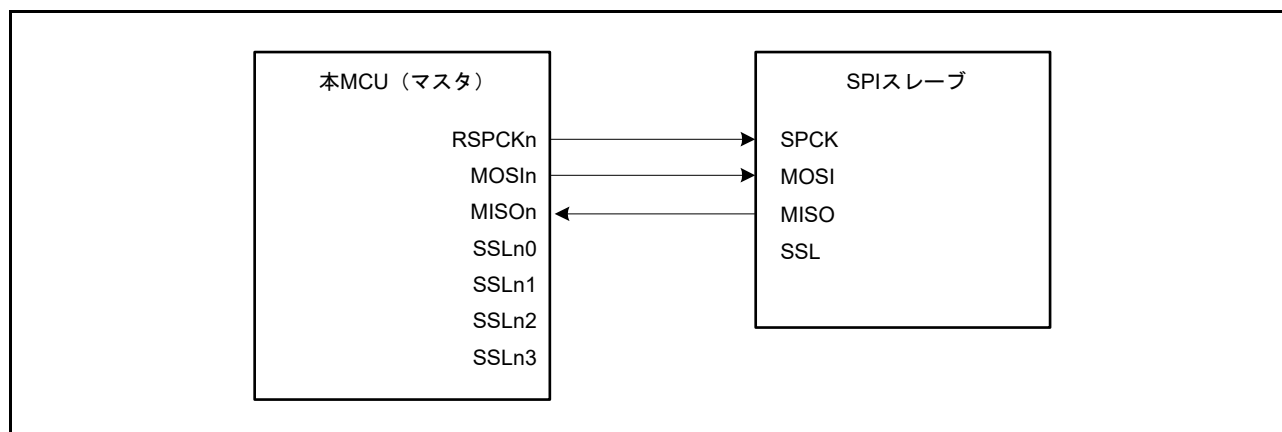 本MCU（マスタ）
RSPCKn
MOSIn
MISOn
SSLn0
SSLn1
SSLn2
SSLn3
SPIスレーブ
SPCK
MOSI
MISO
SSL